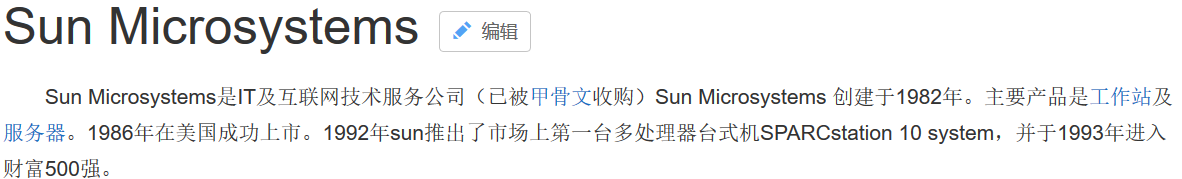 Sun Microsystems 编辑
Sun Microsystems是IT及互联网技术服务公司（已被甲骨文收购）Sun Microsystems 创建于1982年。主要产品是工作站及
服务器。1986年在美国成功上市。1992年sun推出了市场上第一台多处理器台式机SPARCstation 10 system，并于1993年进入
财富500强。